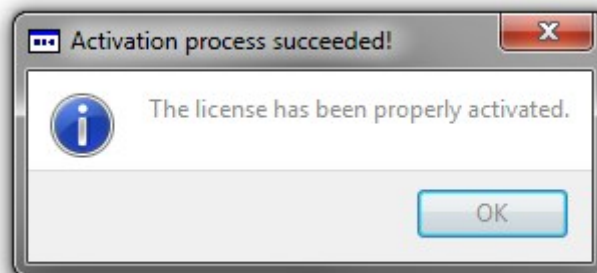 Activation process succeeded!
The license has been properly activated.
OK